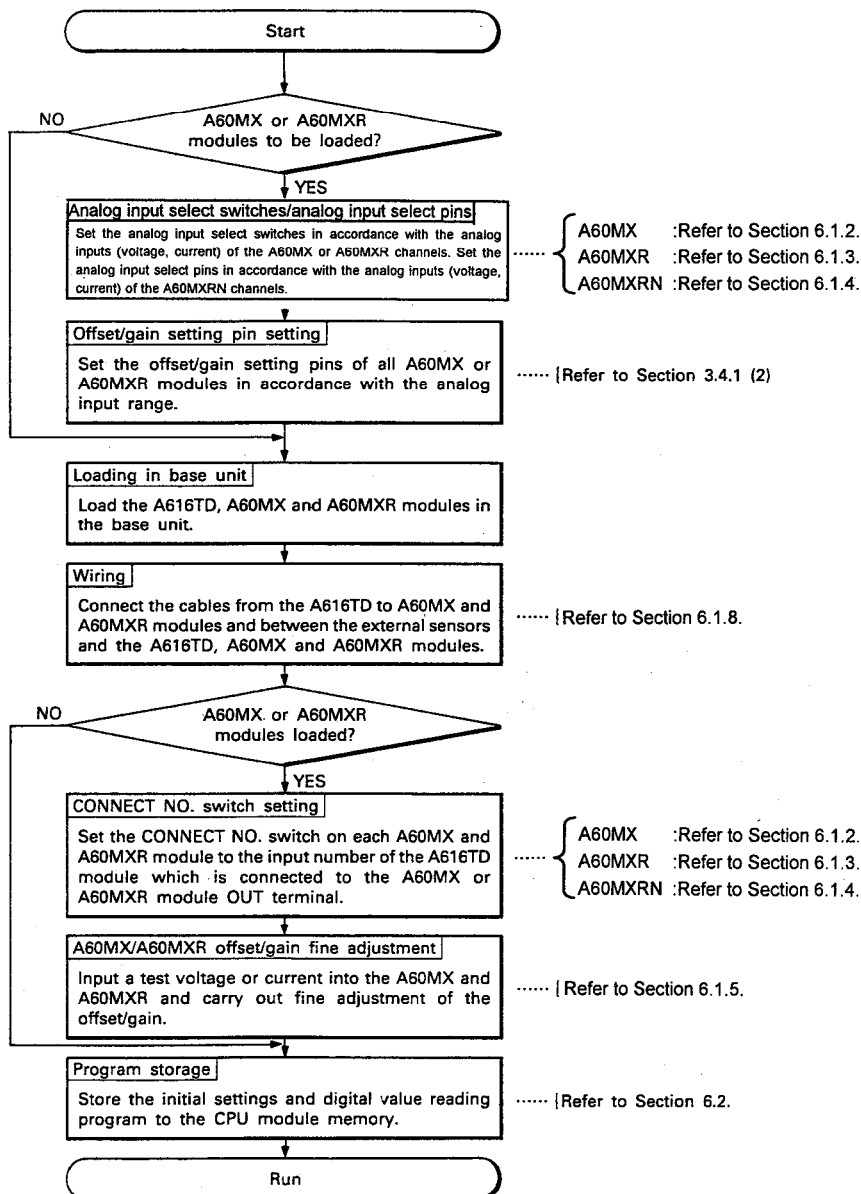 Start
NO
A60MX or A60MXR
modules to be loaded?
YES
Analog input select switches/analog input select pins
Set the analog input select switches in accordance with the analog
inputs (voltage, current) of the A60MX or A60MXR channels. Set the
analog input select pins in accordance with the analog inputs (voltage,
current) of the A60MXRN channels.
A60MX :Refer to Section 6.1.2.
A60MXR :Refer to Section 6.1.3.
A60MXRN :Refer to Section 6.1.4.
Offset/gain setting pin setting
Set the offset/gain setting pins of all A60MX or
A60MXR modules in accordance with the analog
input range.
Refer to Section 3.4.1 (2)
Loading in base unit
Load the A616TD, A60MX and A60MXR modules in
the base unit.
Wiring
Connect the cables from the A616TD to A60MX and
A60MXR modules and between the external sensors
and the A616TD, A60MX and A60MXR modules.
Refer to Section 6.1.8.
NO
A60MX or A60MXR
modules loaded?
YES
CONNECT NO. switch setting
Set the CONNECT NO. switch on each A60MX and
A60MXR module to the input number of the A616TD
module which is connected to the A60MX or
A60MXR module OUT terminal.
A60MX :Refer to Section 6.1.2.
A60MXR :Refer to Section 6.1.3.
A60MXRN :Refer to Section 6.1.4.
A60MX/A60MXR offset/gain fine adjustment
Input a test voltage or current into the A60MX and
A60MXR and carry out fine adjustment of the
offset/gain.
Refer to Section 6.1.5.
Program storage
Store the initial settings and digital value reading
program to the CPU module memory.
Refer to Section 6.2.
Run